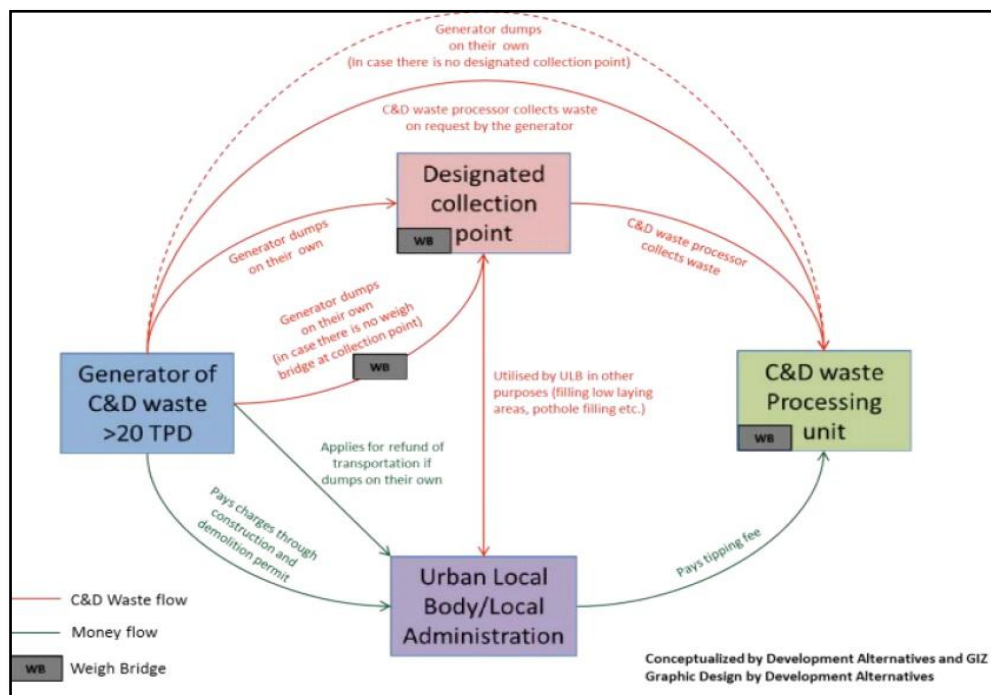 Generator dumps
on their own
(In case there is no designated collection point)
C&D waste processor collects waste
on request by the generator
Designated
collection
point
WB
Generator dumps
on their own
C&D waste processor
collects waste
Generator dumps
on their own
(in case there is no weigh
bridge at collection point)
WB
Generator of
C&D waste
>20 TPD
Utilised by ULB in other
purposes (filling low laying
areas, pothole filling etc.)
C&D waste
Processing
unit
WB
Applies for refund of
transportation if
dumps on their own
Pays charges through
construction and
demolition permit
Pays tipping fee
Urban Local
Body/Local
Administration
C&D Waste flow
Money flow
WB Weigh Bridge
Conceptualized by Development Alternatives and GIZ
Graphic Design by Development Alternatives